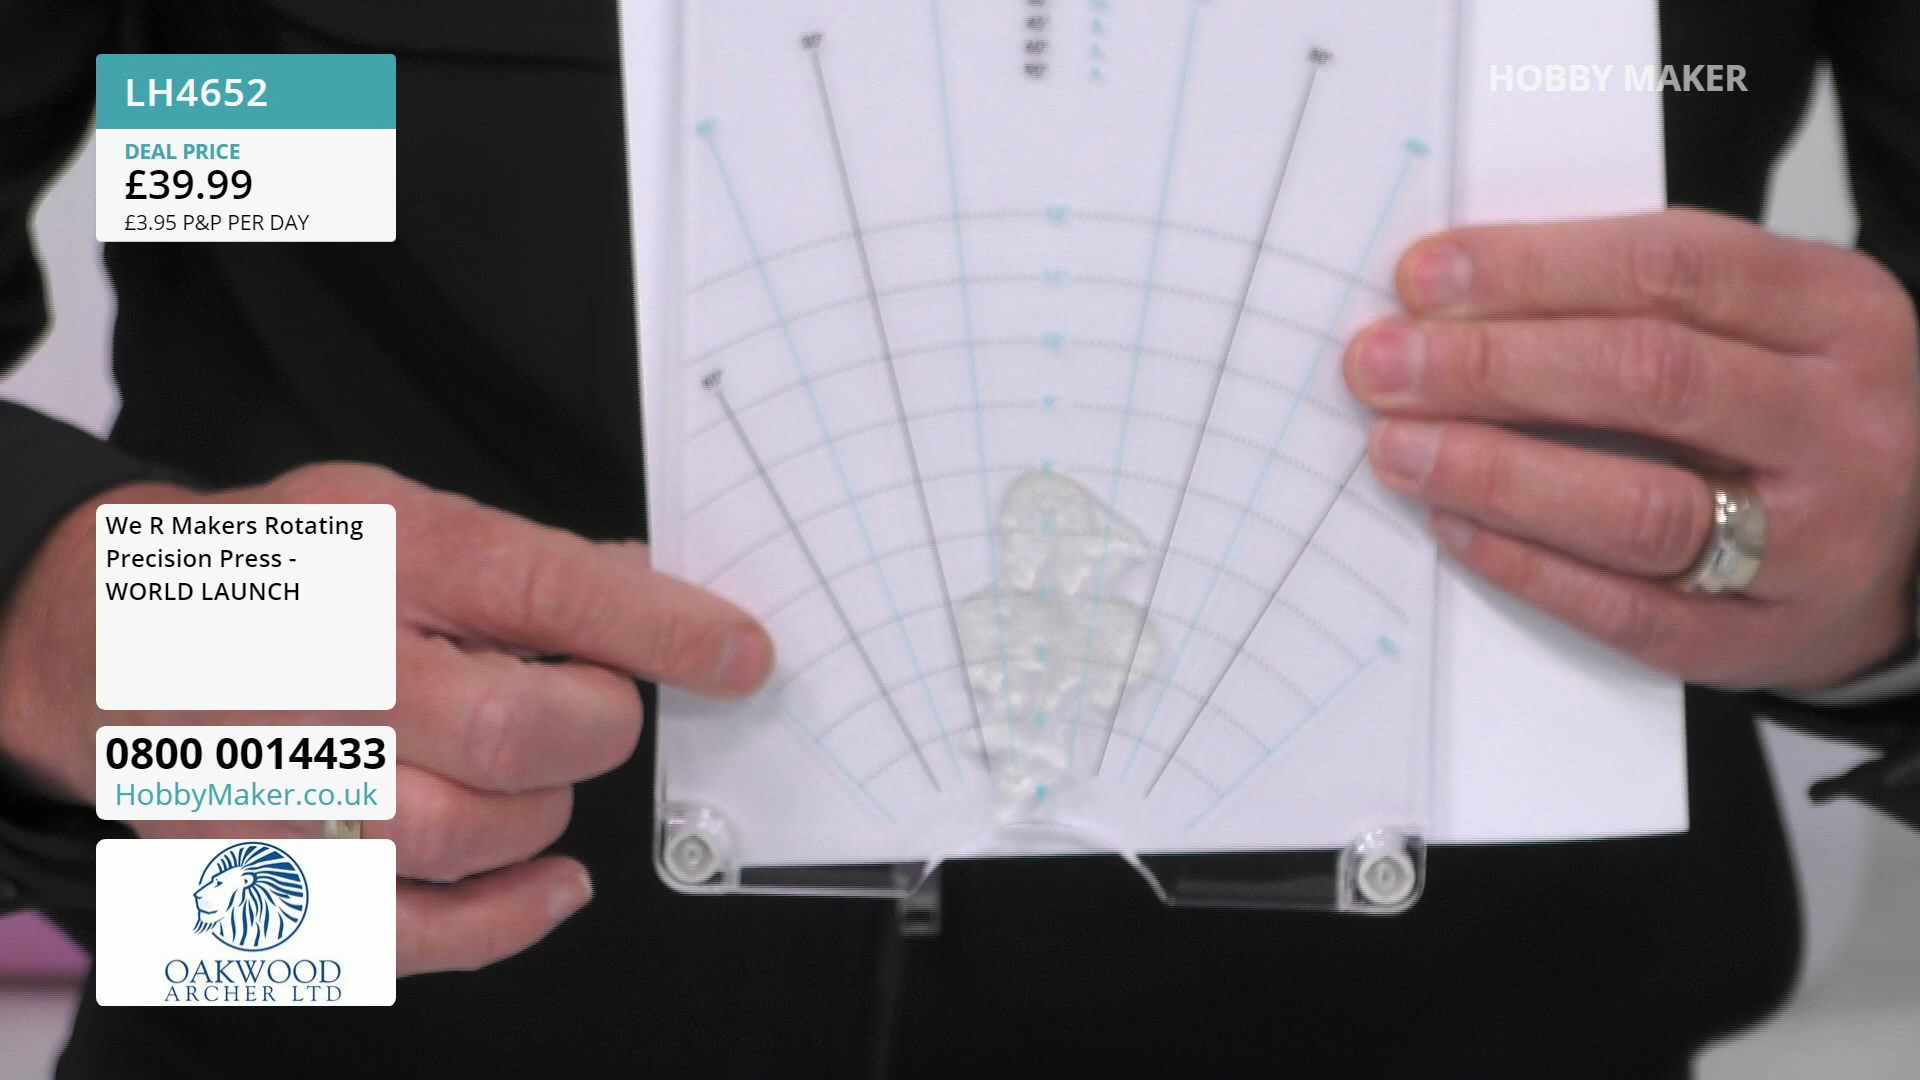 LH4652
DEAL PRICE
£39.99
£3.95 P&P PER DAY
HOBBY MAKER
We R Makers Rotating
Precision Press -
WORLD LAUNCH
0800 0014433
HobbyMaker.co.uk
OAKWOOD
ARCHER LTD